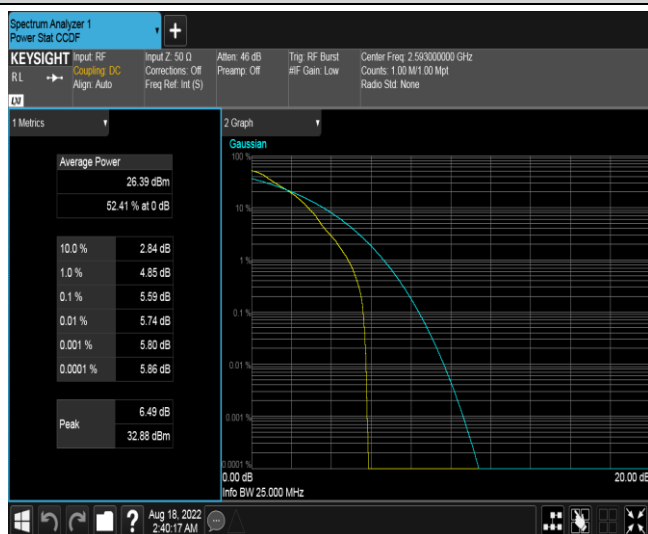 Spectrum Analyzer 1
Power Stat CCDF
+
KEYSIGHT
RL
LXI
Input: RF
Coupling: DC
Align: Auto
Input Z: 50 Ω
Corrections: Off
Freq Ref: Int (S)
Atten: 46 dB
Preamp: Off
Trig: RF Burst
#IF Gain: Low
Center Freq: 2.593000000 GHz
Counts: 1.00 M/1.00 Mpt
Radio Std: None
1 Metrics
Average Power
26.39 dBm
52.41 % at 0 dB
10.0 % 2.84 dB
1.0 % 4.85 dB
0.1 % 5.59 dB
0.01 % 5.74 dB
0.001 % 5.80 dB
0.0001 % 5.86 dB
Peak
6.49 dB
32.88 dBm
2 Graph
Gaussian
100 %
10 %
1 %
0.1 %
0.01 %
0.001 %
0.0001 %
0.00 dB 20.00 dB
Info BW 25.000 MHz
?
Aug 18, 2022
2:40:17 AM